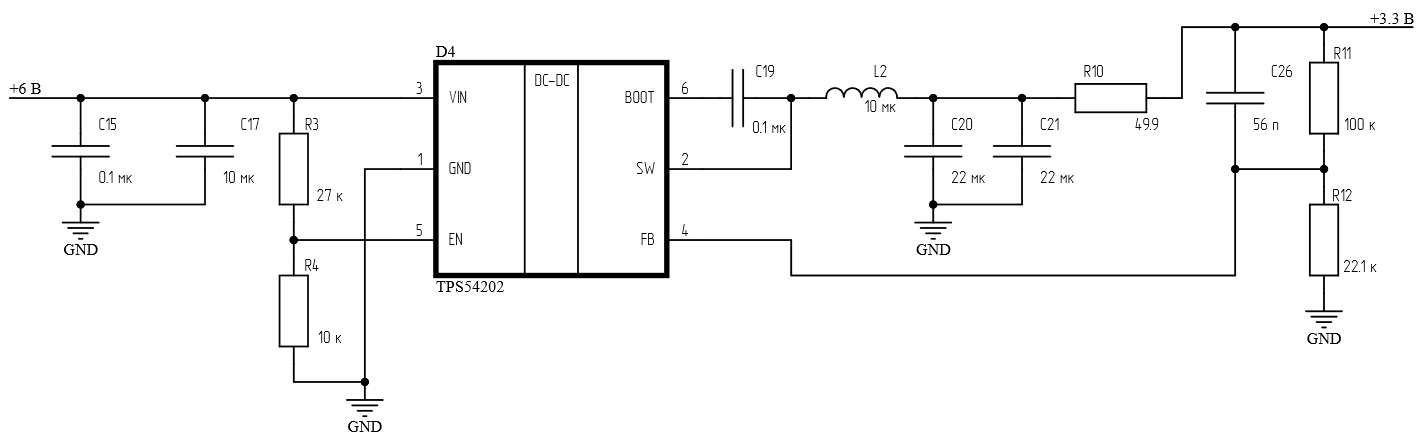 +3.3 В
D4
R11
DC-DC
C19
L2
R10
C26
+6 В
3
VIN
BOOT
6
10 мк
C15
C17
R3
0.1 мк
C20
C21
49.9
56 п
100 к
1
GND
SW
2
0.1 мк
10 мк
22 мк
22 мк
27 к
R12
5
EN
FB
4
GND
GND
R4
22.1 к
TPS54202
10 к
GND
GND